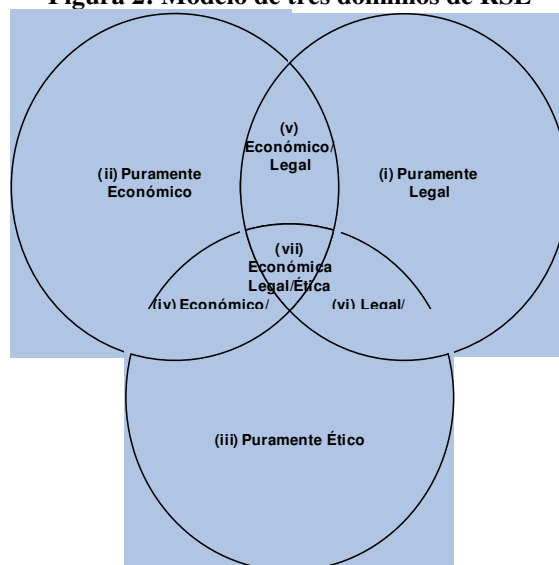 Figura 2: Modelo de tres dominios de RSE
(v)
Económico/
Legal
(ii) Puramente
Económico
(i) Puramente
Legal
(vii)
Económica
Legal/Ética
(iv) Económico/
(vi) Legal/
(iii) Puramente Ético